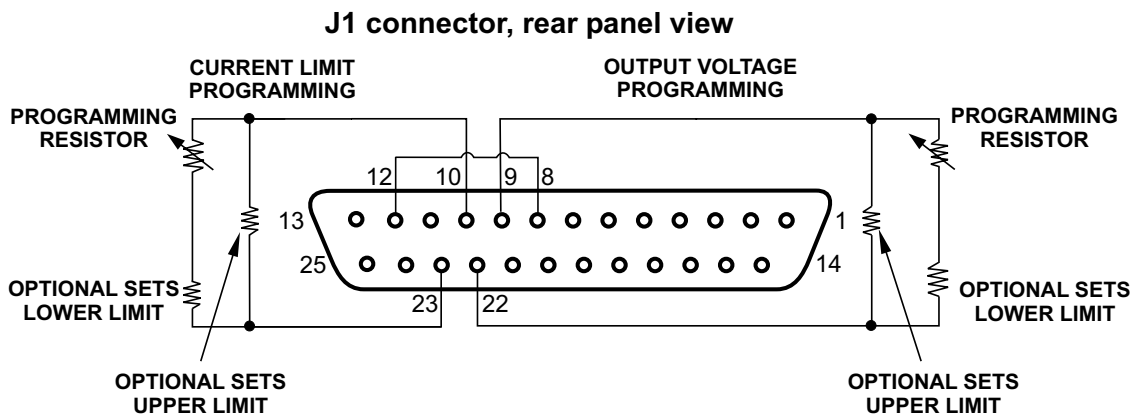 J1 connector, rear panel view
CURRENT LIMIT
PROGRAMMING
OUTPUT VOLTAGE
PROGRAMMING
PROGRAMMING
RESISTOR
PROGRAMMING
RESISTOR
12 10 9 8
13 1
25 14
23 22
OPTIONAL SETS
LOWER LIMIT
OPTIONAL SETS
LOWER LIMIT
OPTIONAL SETS
UPPER LIMIT
OPTIONAL SETS
UPPER LIMIT